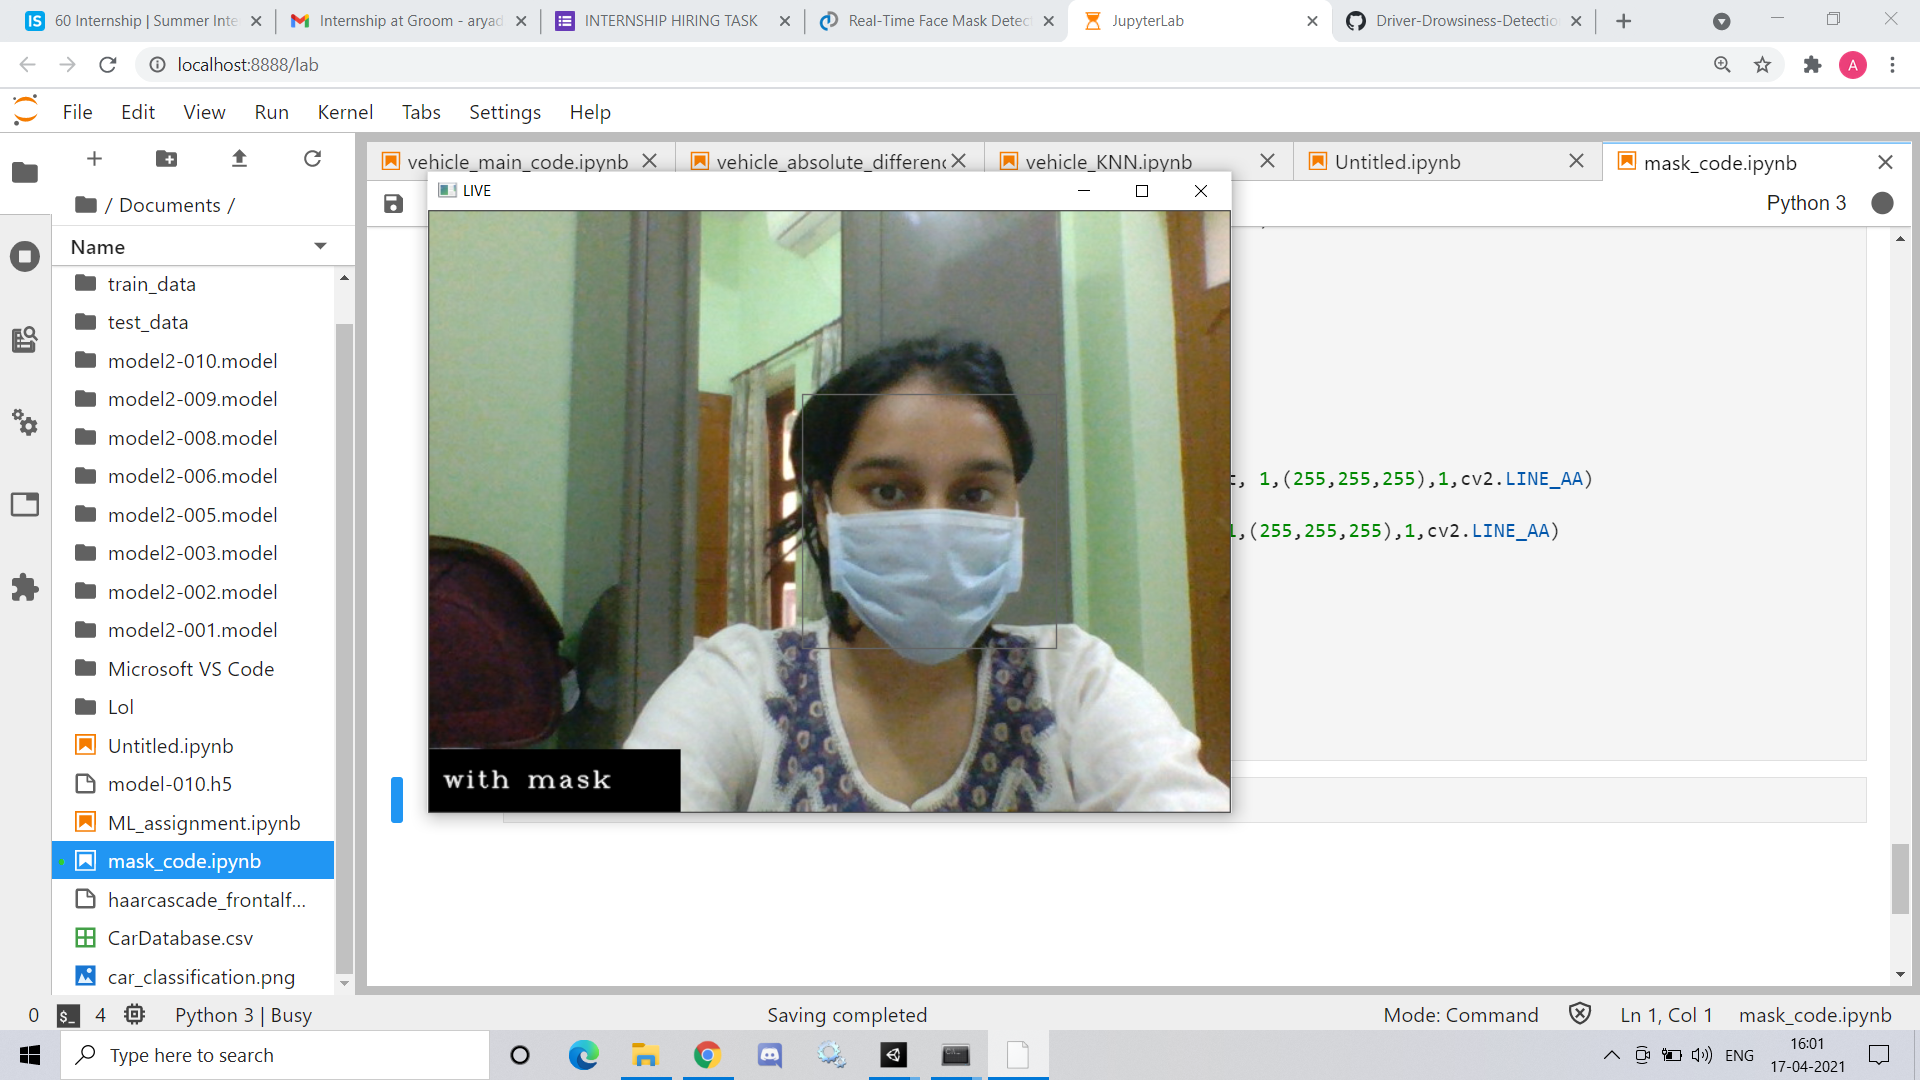 60 Internship | Summer Inte
Internship at Groom - aryad
INTERNSHIP HIRING TASK
Real-Time Face Mask Detect
JupyterLab
Driver-Drowsiness-Detectio
localhost:8888/lab
A
File Edit View Run Kernel Tabs Settings Help
vehicle_main_code.ipynb
vehicle_absolute_differenc
vehicle_KNN.ipynb
Untitled.ipynb
mask_code.ipynb
LIVE
Python 3
/ Documents /
Name
train_data
test_data
model2-010.model
model2-009.model
model2-008.model
model2-006.model
model2-005.model
model2-003.model
model2-002.model
model2-001.model
Microsoft VS Code
Lol
Untitled.ipynb
model-010.h5
ML_assignment.ipynb
mask_code.ipynb
haarcascade_frontalf...
CarDatabase.csv
car_classification.png
, 1,(255,255,255),1,cv2.LINE_AA)
,(255,255,255),1,cv2.LINE_AA)
with mask
0 $_ 4 Python 3 | Busy
Saving completed
Mode: Command
Ln 1, Col 1
mask_code.ipynb
Type here to search
ENG
16:01
17-04-2021